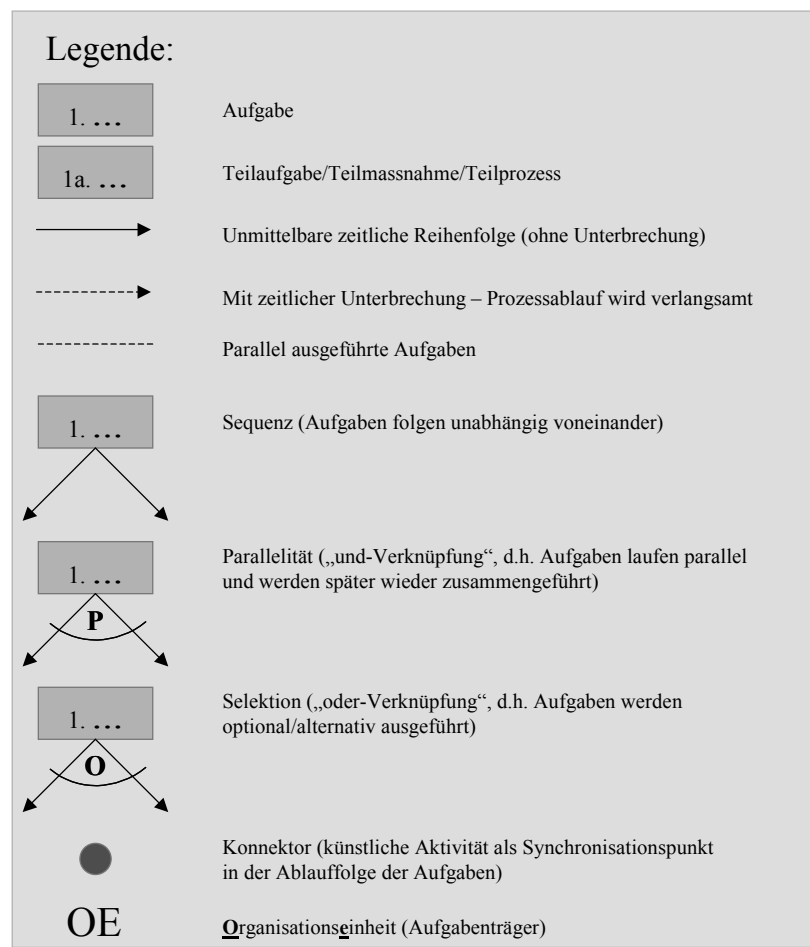 Legende:
1. ...
Aufgabe
1a. ...
Teilaufgabe/Teilmassnahme/Teilprozess
Unmittelbare zeitliche Reihenfolge (ohne Unterbrechung)
Mit zeitlicher Unterbrechung – Prozessablauf wird verlangsamt
Parallel ausgeführte Aufgaben
1. ...
Sequenz (Aufgaben folgen unabhängig voneinander)
1. ...
P
Parallelität („und-Verknüpfung“, d.h. Aufgaben laufen parallel
und werden später wieder zusammengeführt)
1. ...
O
Selektion („oder-Verknüpfung“, d.h. Aufgaben werden
optional/alternativ ausgeführt)
Konnektor (künstliche Aktivität als Synchronisationspunkt
in der Ablauffolge der Aufgaben)
OE
Organisationseinheit (Aufgabenträger)